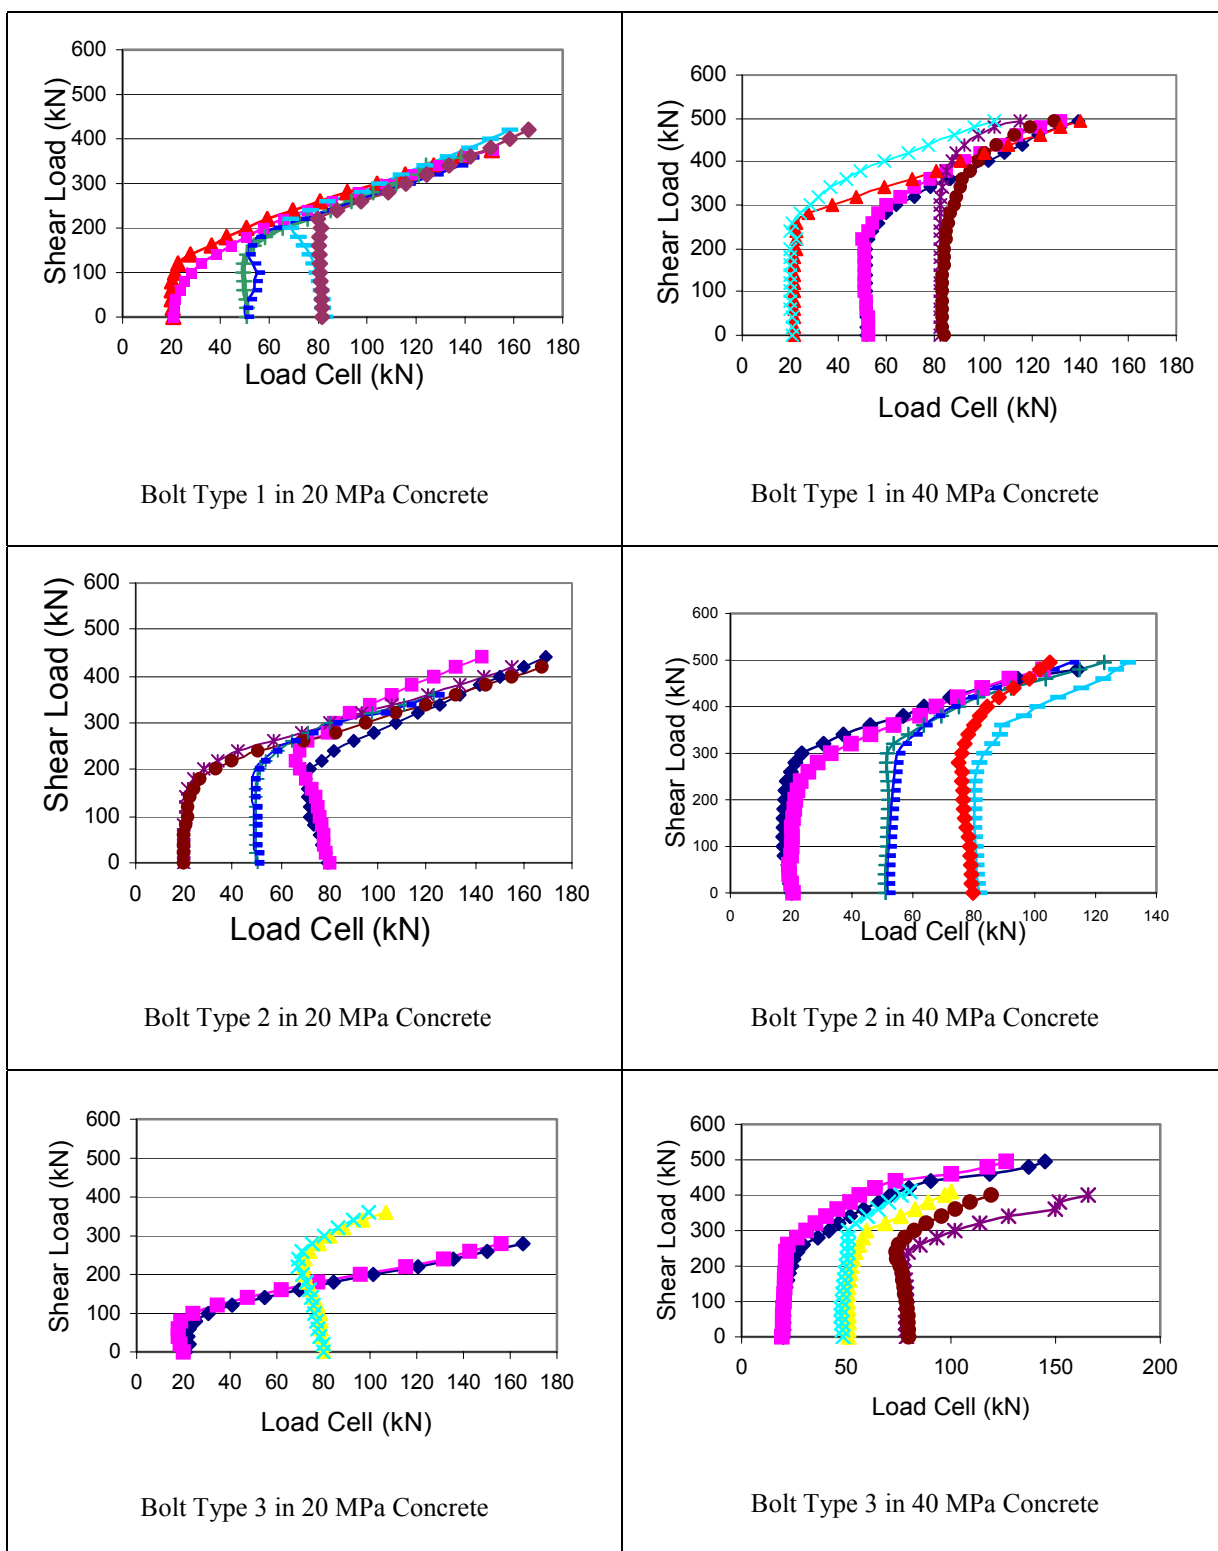 Shear Load (kN)
600
500
400
300
200
100
0
0 20 40 60 80 100 120 140 160 180
Load Cell (kN)
Bolt Type 1 in 20 MPa Concrete
Shear Load (kN)
600
500
400
300
200
100
0
0 20 40 60 80 100 120 140 160 180
Load Cell (kN)
Bolt Type 1 in 40 MPa Concrete
Shear Load (kN)
600
500
400
300
200
100
0
0 20 40 60 80 100 120 140 160 180
Load Cell (kN)
Bolt Type 2 in 20 MPa Concrete
Shear Load (kN)
600
500
400
300
200
100
0
0 20 40 60 80 100 120 140
Load Cell (kN)
Bolt Type 2 in 40 MPa Concrete
Shear Load (kN)
600
500
400
300
200
100
0
0 20 40 60 80 100 120 140 160 180
Load Cell (kN)
Bolt Type 3 in 20 MPa Concrete
Shear Load (kN)
600
500
400
300
200
100
0
0 50 100 150 200
Load Cell (kN)
Bolt Type 3 in 40 MPa Concrete